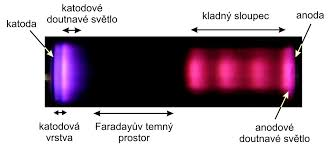 katodové
doutnavé světlo
katoda
kladný sloupec
anoda
katodová
vrstva
Faradayův temný
prostor
anodové
doutnavé světlo